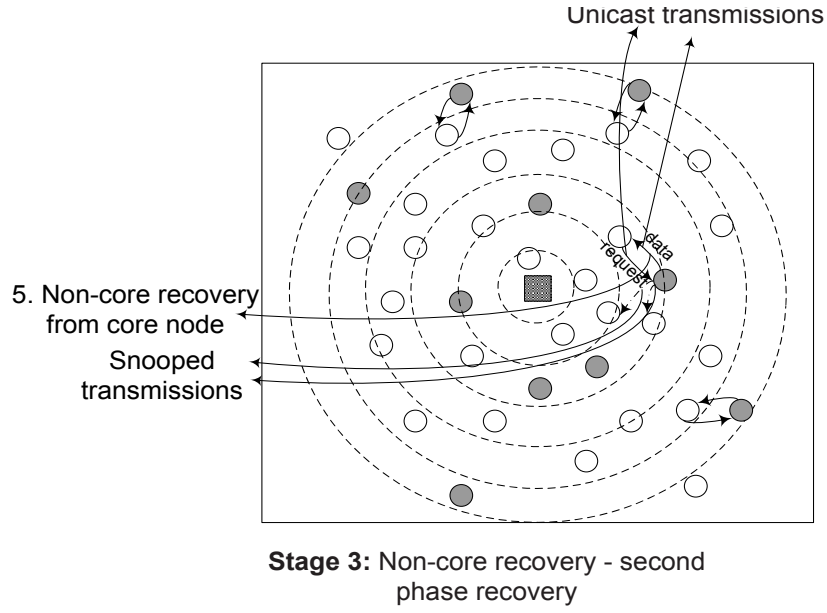 Unicast transmissions
data
request
5. Non-core recovery
from core node
Snooped
transmissions
Stage 3: Non-core recovery - second
phase recovery